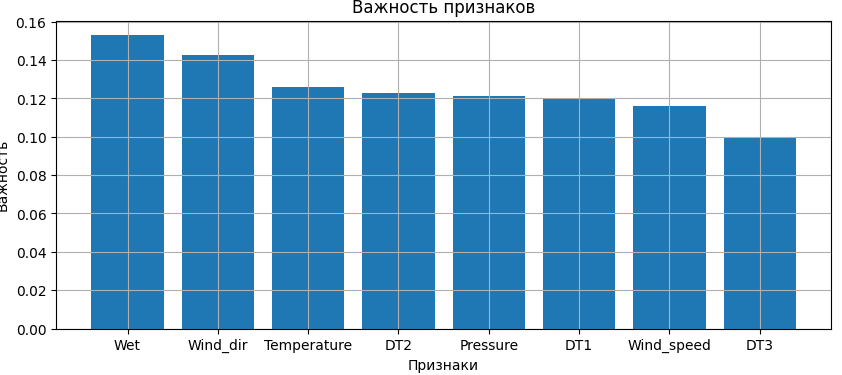 Важность признаков
0.16
0.14
0.12
0.10
0.08
0.06
0.04
0.02
0.00
Важность
Wet Wind_dir Temperature DT2 Pressure DT1 Wind_speed DT3
Признаки